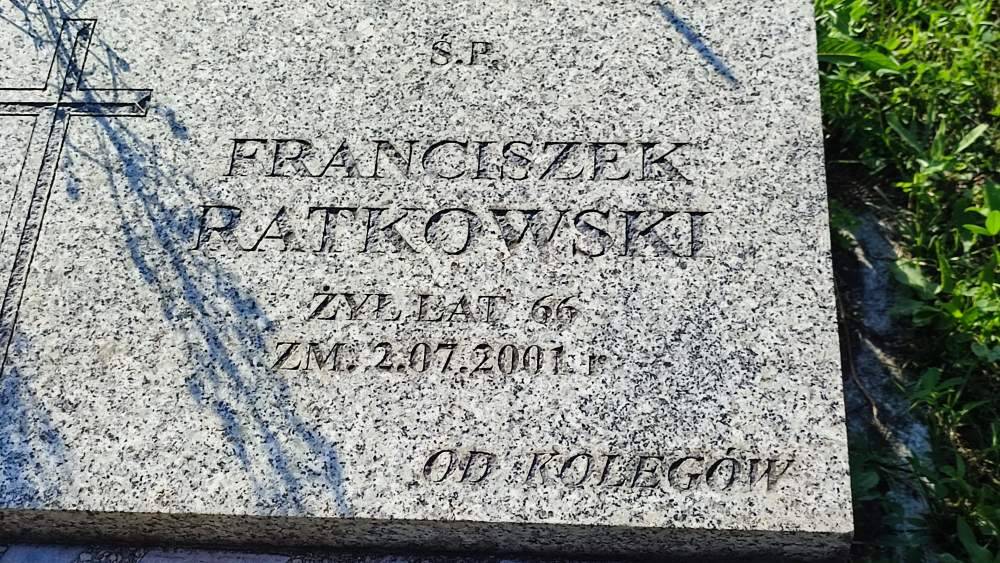 Ś.P.
FRANCISZEK
RATKOWSKI
ŻYŁ LAT 66
ZM. 2.07.2001 r
OD KOLEGÓW